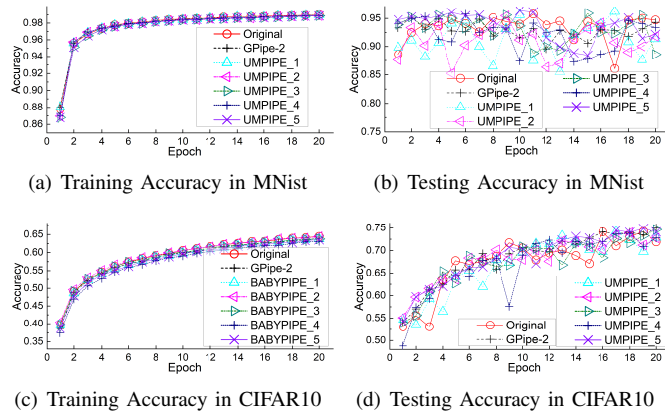 0.98
0.96
0.94
0.92
0.90
0.88
0.86
Accuracy
Original
GPipe-2
UMPIPE_1
UMPIPE_2
UMPIPE_3
UMPIPE_4
UMPIPE_5
0 2 4 6 8 10 12 14 16 18 20
Epoch
(a) Training Accuracy in MNist
0.95
0.90
0.85
0.80
0.75
Accuracy
Original
GPipe-2
UMPIPE_1
UMPIPE_2
UMPIPE_3
UMPIPE_4
UMPIPE_5
0 2 4 6 8 10 12 14 16 18 20
Epoch
(b) Testing Accuracy in MNist
0.65
0.60
0.55
0.50
0.45
0.40
0.35
Accuracy
Original
GPipe-2
BABYPIPE_1
BABYPIPE_2
BABYPIPE_3
BABYPIPE_4
BABYPIPE_5
0 2 4 6 8 10 12 14 16 18 20
Epoch
(c) Training Accuracy in CIFAR10
0.75
0.70
0.65
0.60
0.55
0.50
Accuracy
Original
GPipe-2
UMPIPE_1
UMPIPE_2
UMPIPE_3
UMPIPE_4
UMPIPE_5
0 2 4 6 8 10 12 14 16 18 20
Epoch
(d) Testing Accuracy in CIFAR10